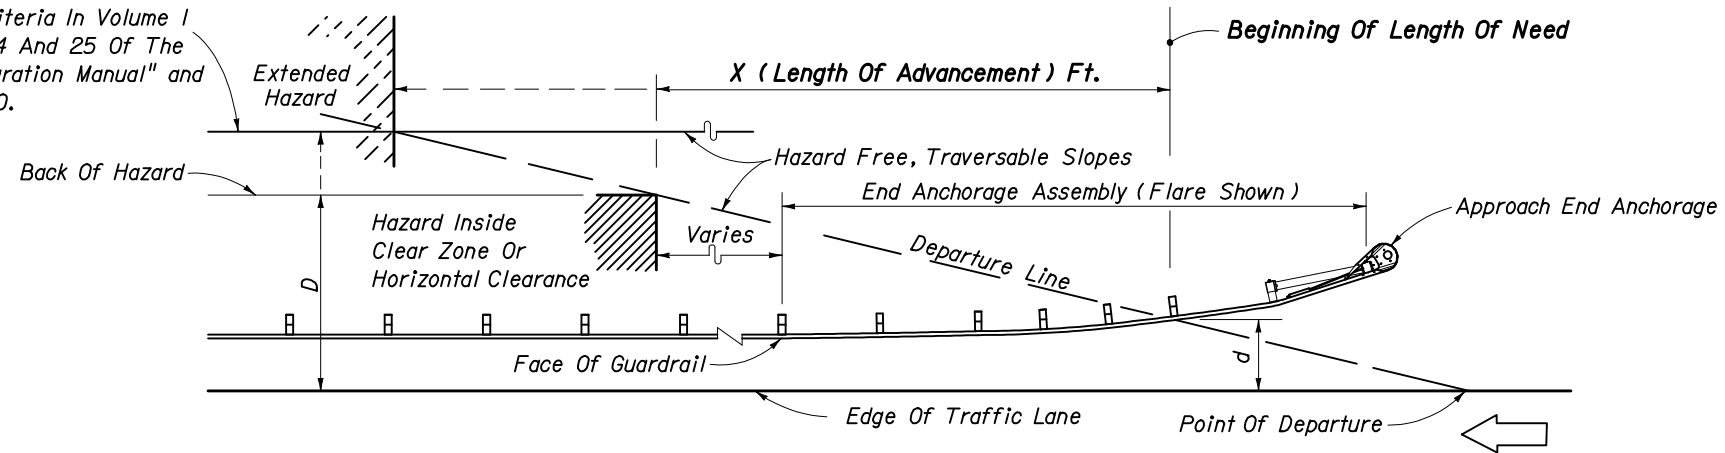 iteria In Volume I
4 And 25 Of The
ration Manual" and
0.
Extended
Hazard
X ( Length Of Advancement ) Ft.
Beginning Of Length Of Need
Back Of Hazard
Hazard Free, Traversable Slopes
End Anchorage Assembly ( Flare Shown )
Approach End Anchorage
Hazard Inside
Clear Zone Or
Horizontal Clearance
Varies
Departure Line
D
d
Face Of Guardrail
Edge Of Traffic Lane
Point Of Departure